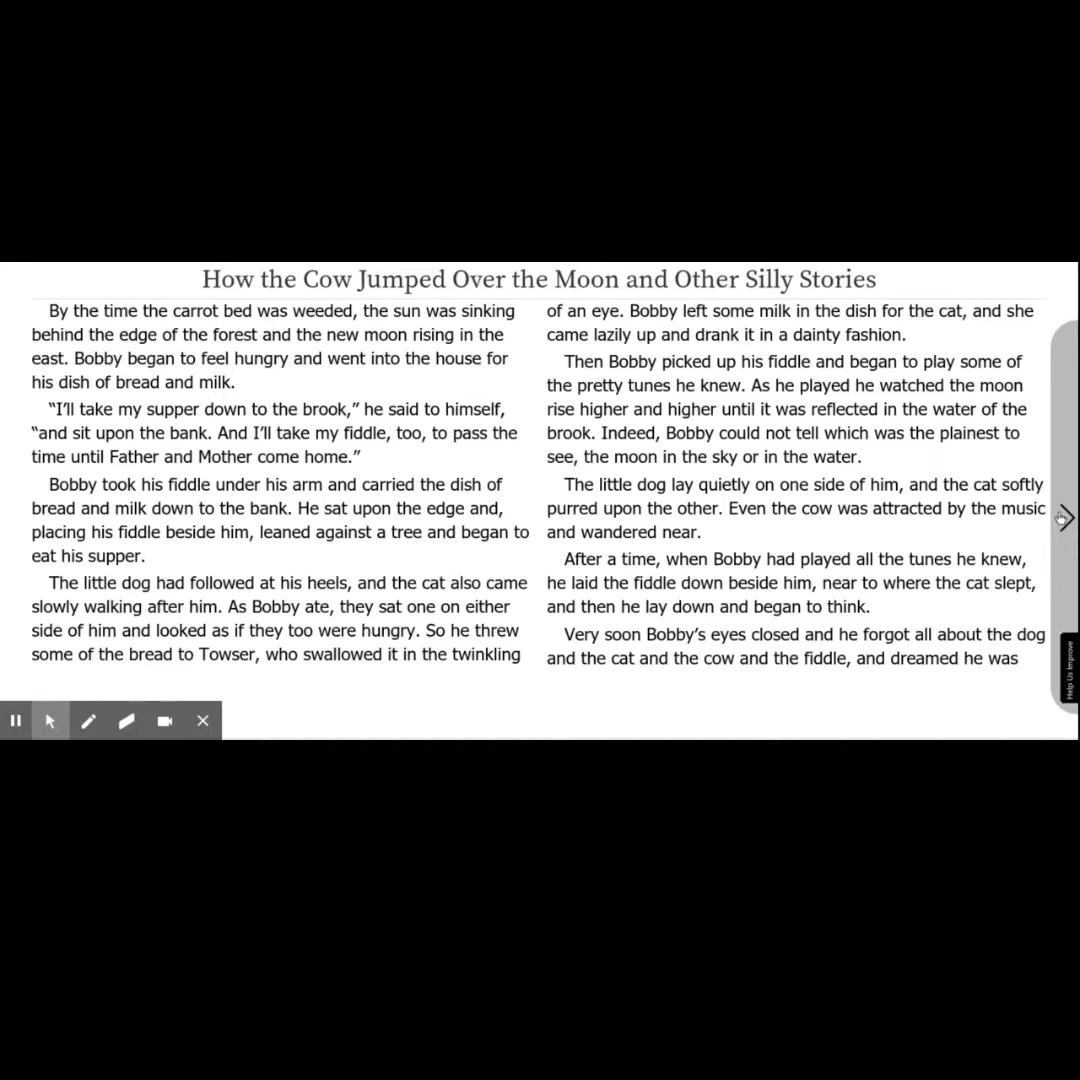 How the Cow Jumped Over the Moon and Other Silly Stories
By the time the carrot bed was weeded, the sun was sinking
behind the edge of the forest and the new moon rising in the
east. Bobby began to feel hungry and went into the house for
his dish of bread and milk.
“I’ll take my supper down to the brook,” he said to himself,
“and sit upon the bank. And I’ll take my fiddle, too, to pass the
time until Father and Mother come home.”
Bobby took his fiddle under his arm and carried the dish of
bread and milk down to the bank. He sat upon the edge and,
placing his fiddle beside him, leaned against a tree and began to
eat his supper.
The little dog had followed at his heels, and the cat also came
slowly walking after him. As Bobby ate, they sat one on either
side of him and looked as if they too were hungry. So he threw
some of the bread to Towser, who swallowed it in the twinkling
of an eye. Bobby left some milk in the dish for the cat, and she
came lazily up and drank it in a dainty fashion.
Then Bobby picked up his fiddle and began to play some of
the pretty tunes he knew. As he played he watched the moon
rise higher and higher until it was reflected in the water of the
brook. Indeed, Bobby could not tell which was the plainest to
see, the moon in the sky or in the water.
The little dog lay quietly on one side of him, and the cat softly
purred upon the other. Even the cow was attracted by the music
and wandered near.
After a time, when Bobby had played all the tunes he knew,
he laid the fiddle down beside him, near to where the cat slept,
and then he lay down and began to think.
Very soon Bobby’s eyes closed and he forgot all about the dog
and the cat and the cow and the fiddle, and dreamed he was
Help Us Improve